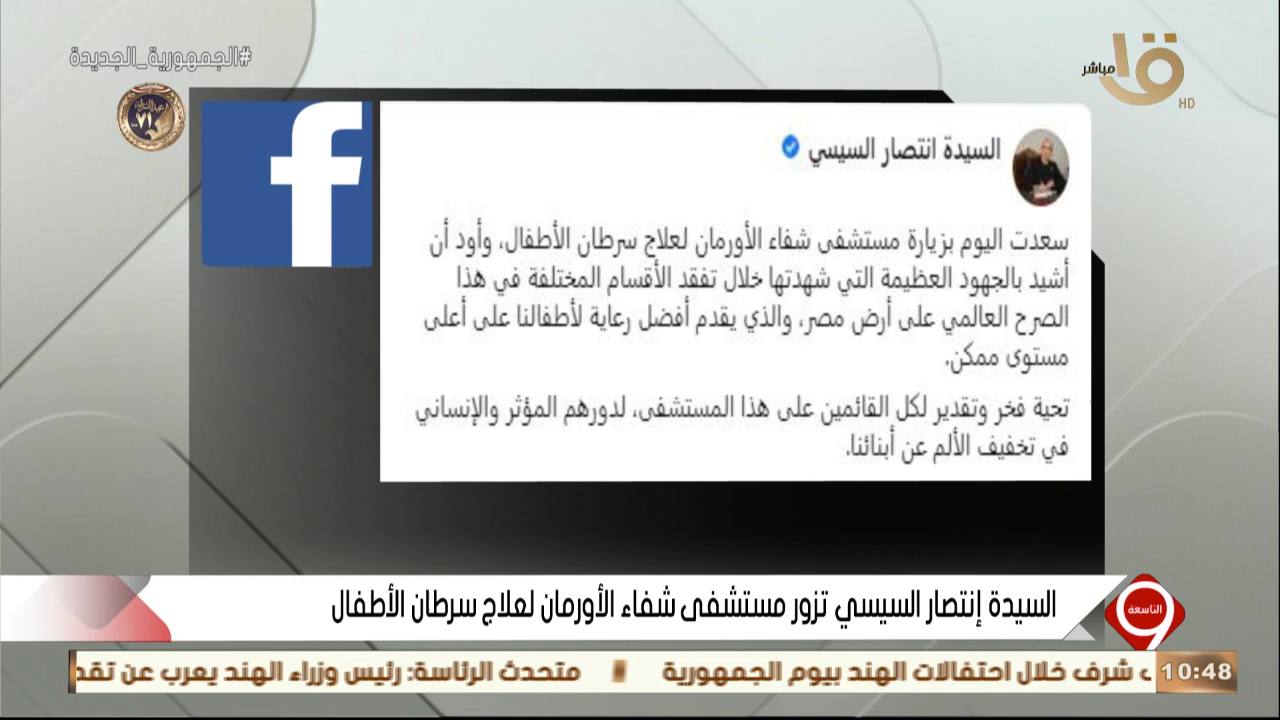 #الجمهورية_الجديدة
مباشر
HD
السيدة انتصار السيسي
سعدت اليوم بزيارة مستشفى شفاء الأورمان لعلاج سرطان الأطفال، وأود أن
أشيد بالجهود العظيمة التي شهدتها خلال تفقد الأقسام المختلفة في هذا
الصرح العالمي على أرض مصر، والذي يقدم أفضل رعاية لأطفالنا على أعلى
مستوى ممكن.
تحية فخر وتقدير لكل القائمين على هذا المستشفى، لدورهم المؤثر والإنساني
في تخفيف الألم عن أبنائنا.
السيدة إنتصار السيسي تزور مستشفى شفاء الأورمان لعلاج سرطان الأطفال
التاسعة
9
10:48
شرف خلال احتفالات الهند بيوم الجمهورية
متحدث الرئاسة: رئيس وزراء الهند يعرب عن